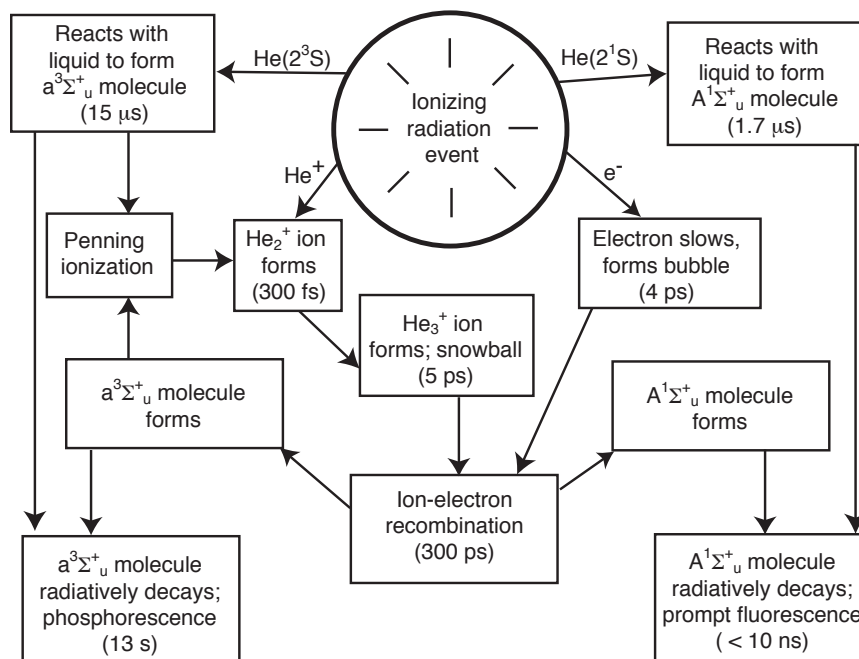 Reacts with
liquid to form
a³Σ⁺ᵤ molecule
(15 μs)
He(2³S)
Ionizing
radiation
event
He(2¹S)
Reacts with
liquid to form
A¹Σ⁺ᵤ molecule
(1.7 μs)
He⁺
e⁻
Penning
ionization
He₂⁺ ion
forms
(300 fs)
Electron slows,
forms bubble
(4 ps)
He₃⁺ ion
forms; snowball
(5 ps)
a³Σ⁺ᵤ molecule
forms
A¹Σ⁺ᵤ molecule
forms
Ion-electron
recombination
(300 ps)
a³Σ⁺ᵤ molecule
radiatively decays;
phosphorescence
(13 s)
A¹Σ⁺ᵤ molecule
radiatively decays;
prompt fluorescence
( < 10 ns)